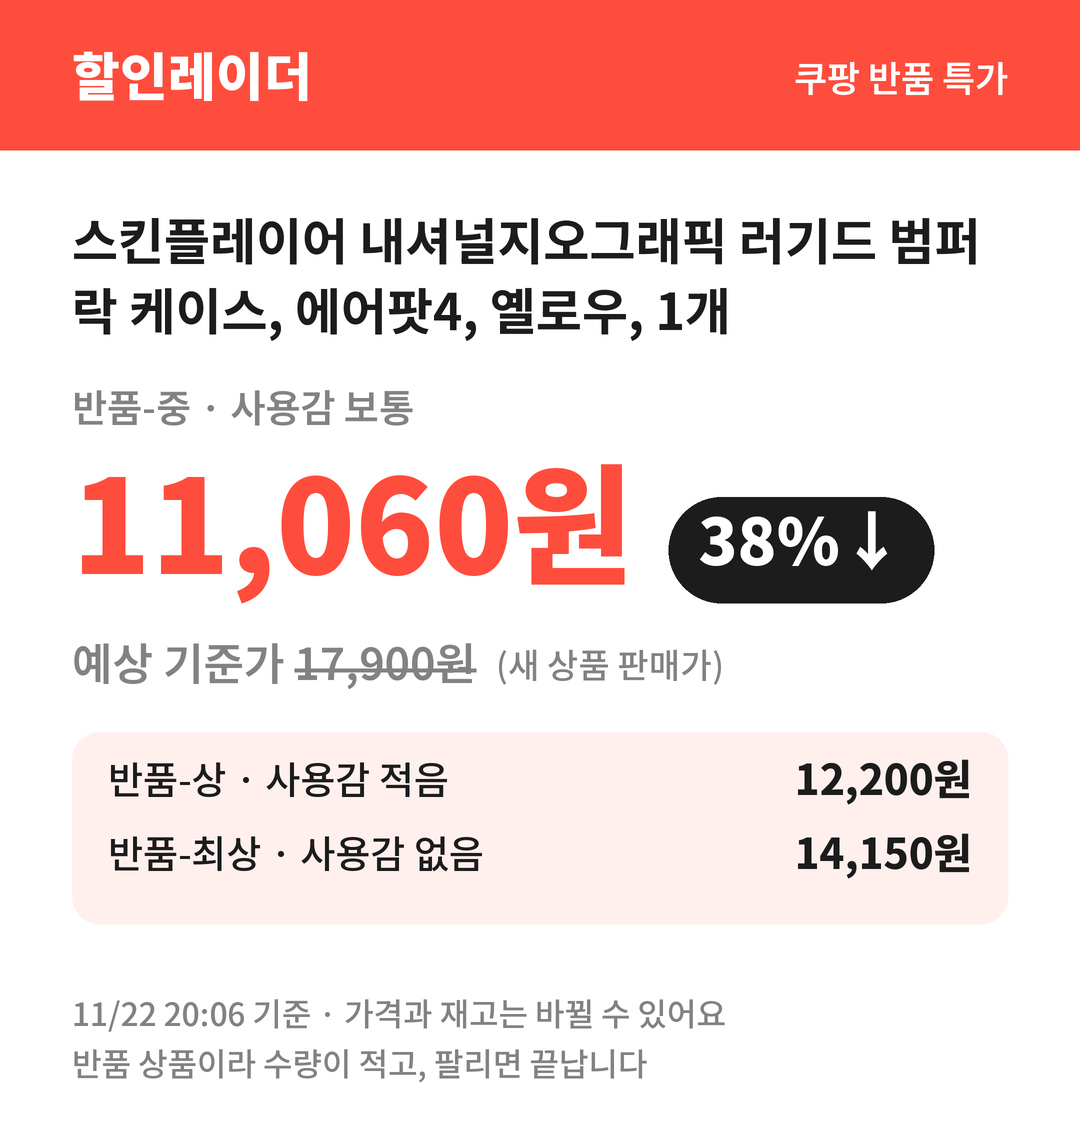 할인레이더
쿠팡 반품 특가
스킨플레이어 내셔널지오그래픽 러기드 범퍼
락 케이스, 에어팟4, 옐로우, 1개
반품-중 · 사용감 보통
11,060원 38%↓
예상 기준가 17,900원 (새 상품 판매가)
반품-상 · 사용감 적음 12,200원
반품-최상 · 사용감 없음 14,150원
11/22 20:06 기준 · 가격과 재고는 바뀔 수 있어요
반품 상품이라 수량이 적고, 팔리면 끝납니다